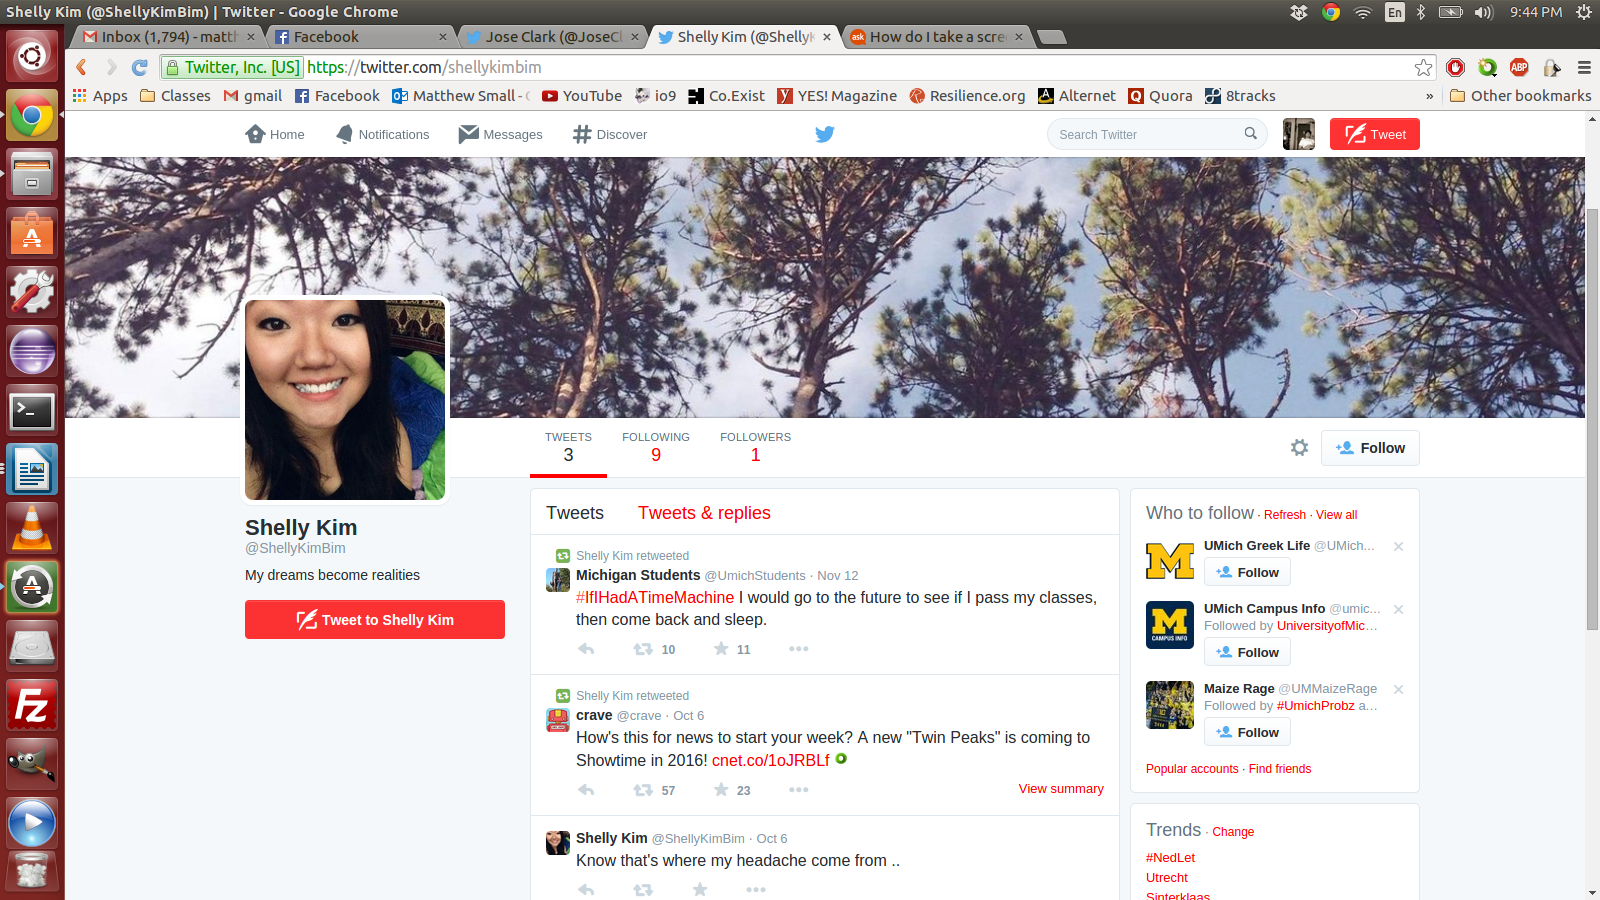 Shelly Kim (@ShellyKimBim) | Twitter - Google Chrome
En
9:44 PM
Inbox (1,794) - matth
Facebook
Jose Clark (@JoseCl
Shelly Kim (@ShellyK
ask
How do I take a scree
Twitter, Inc. [US]
https://twitter.com/shellykimbim
ABP
Apps
Classes
gmail
Facebook
Matthew Small - C
YouTube
io9
Co.Exist
YES! Magazine
Resilience.org
Alternet
Quora
8tracks
»
Other bookmarks
Home
Notifications
Messages
Discover
Search Twitter
Tweet
TWEETS
3
FOLLOWING
9
FOLLOWERS
1
Follow
Shelly Kim
@ShellyKimBim
My dreams become realities
Tweet to Shelly Kim
Tweets
Tweets & replies
Shelly Kim retweeted
Michigan Students @UmichStudents · Nov 12
#IfIHadATimeMachine I would go to the future to see if I pass my classes,
then come back and sleep.
10
11
Shelly Kim retweeted
crave @crave · Oct 6
How's this for news to start your week? A new "Twin Peaks" is coming to
Showtime in 2016! cnet.co/1oJRBLf
57
23
View summary
Shelly Kim @ShellyKimBim · Oct 6
Know that's where my headache come from ..
Who to follow · Refresh · View all
M
UMich Greek Life @UMich...
Follow
M
CAMPUS INFO
UMich Campus Info @umic...
Followed by UniversityofMic...
Follow
Maize Rage @UMMaizeRage
Followed by #UmichProbz a...
Follow
Popular accounts · Find friends
Trends · Change
#NedLet
Utrecht
Sinterklaas